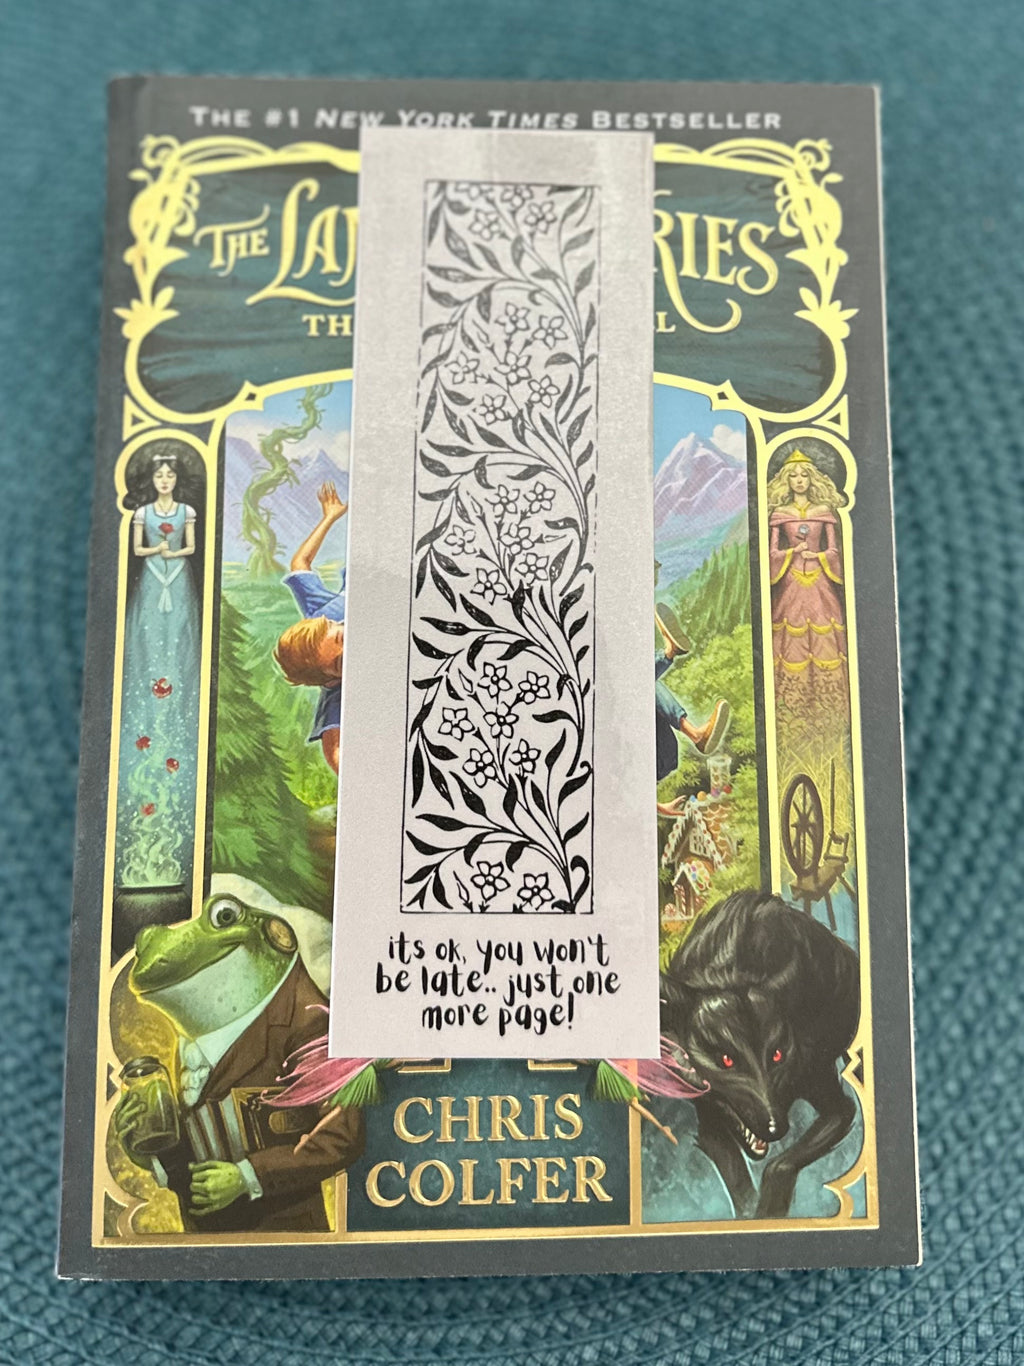 THE #1 NEW YORK TIMES BESTSELLER
THE LAN RIES
TH L
its ok, you won't
be late.. just one
more page!
CHRIS
COLFER